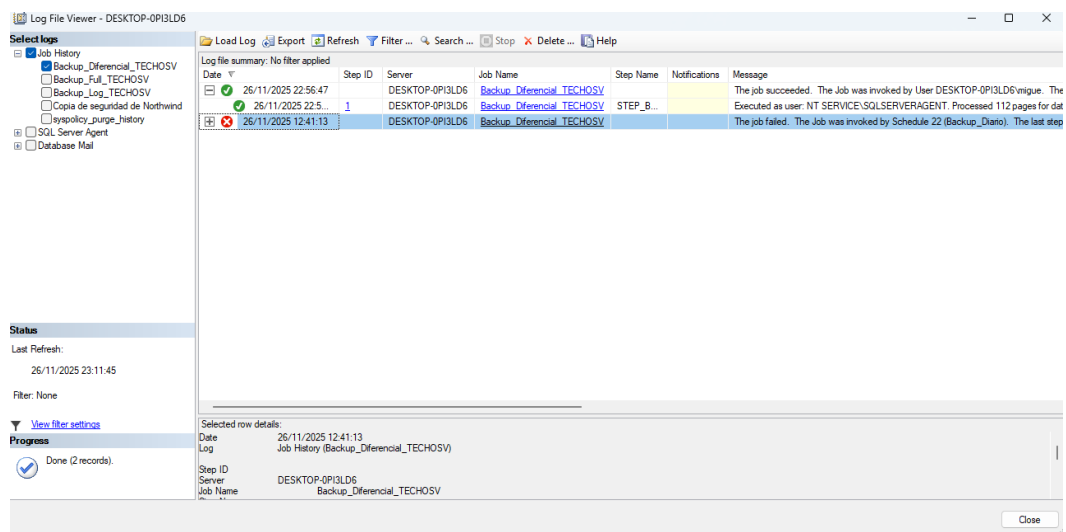 Log File Viewer - DESKTOP-0PI3LD6
Select logs
Job History
Backup_Diferencial_TECHOSV
Backup_Full_TECHOSV
Backup_Log_TECHOSV
Copia de seguridad de Northwind
syspolicy_purge_history
SQL Server Agent
Database Mail
Load Log Export Refresh Filter ... Search ... Stop Delete ... Help
Log file summary: No filter applied
Date Step ID Server Job Name Step Name Notifications Message
26/11/2025 22:56:47 DESKTOP-0PI3LD6 Backup_Diferencial_TECHOSV The job succeeded. The Job was invoked by User DESKTOP-0PI3LD6\migue. The
26/11/2025 22:5... 1 DESKTOP-0PI3LD6 Backup_Diferencial_TECHOSV STEP_B... Executed as user: NT SERVICE\SQLSERVERAGENT. Processed 112 pages for dat
26/11/2025 12:41:13 DESKTOP-0PI3LD6 Backup_Diferencial_TECHOSV The job failed. The Job was invoked by Schedule 22 (Backup_Diario). The last step
Status
Last Refresh:
26/11/2025 23:11:45
Filter: None
View filter settings
Progress
Done (2 records).
Selected row details:
Date 26/11/2025 12:41:13
Log Job History (Backup_Diferencial_TECHOSV)
Step ID
Server DESKTOP-0PI3LD6
Job Name Backup_Diferencial_TECHOSV
Close